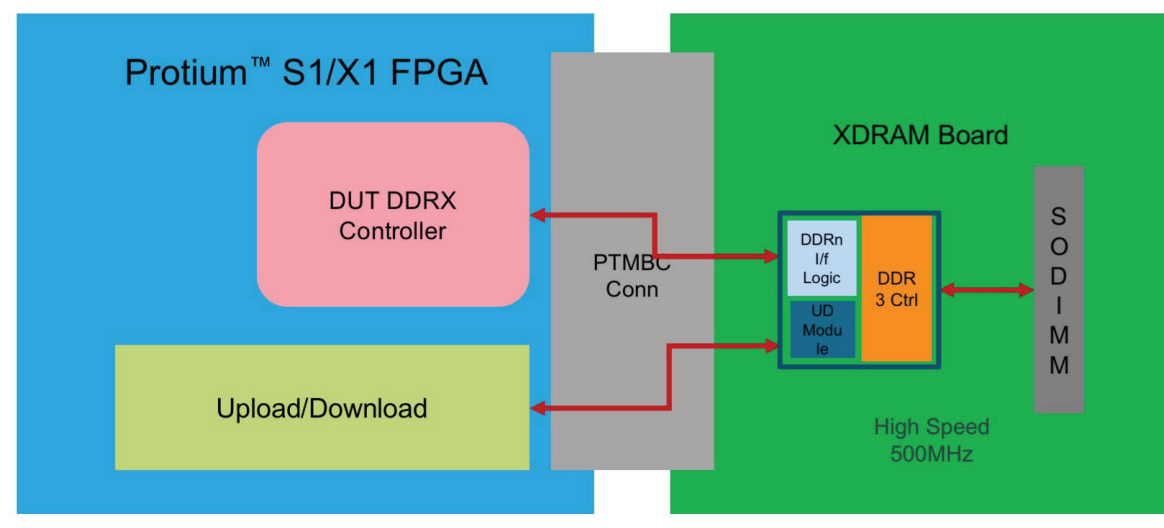 Protium™ S1/X1 FPGA
DUT DDRX
Controller
Upload/Download
PTMBC
Conn
XDRAM Board
DDRn
I/f
Logic
UD
Modu
le
DDR
3 Ctrl
S
O
D
I
M
M
High Speed
500MHz